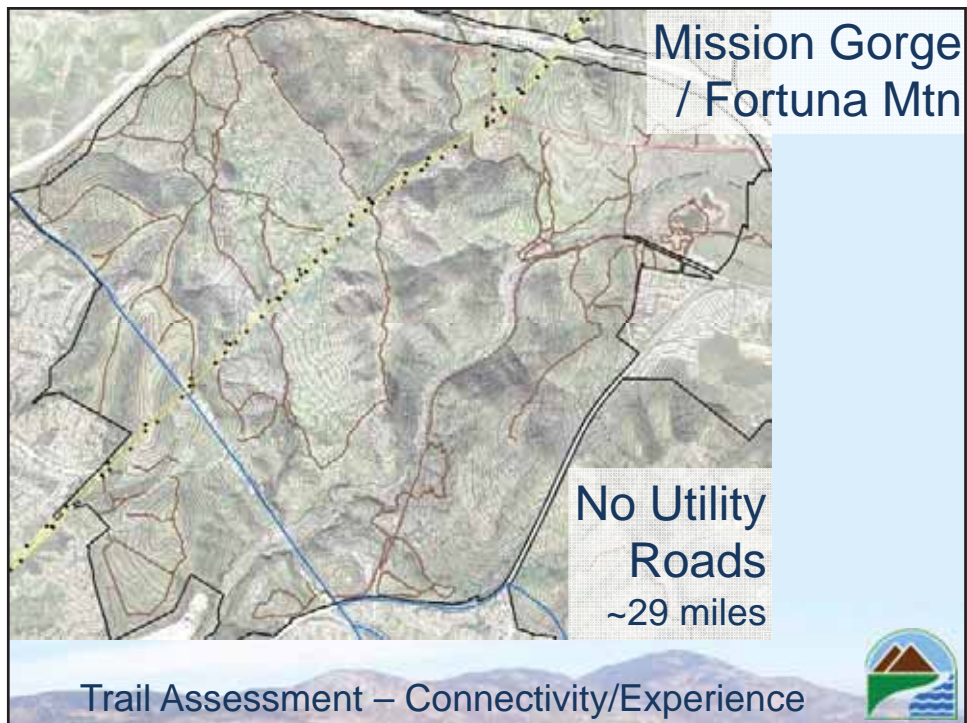 Mission Gorge
/ Fortuna Mtn
No Utility
Roads
~29 miles
Trail Assessment – Connectivity/Experience